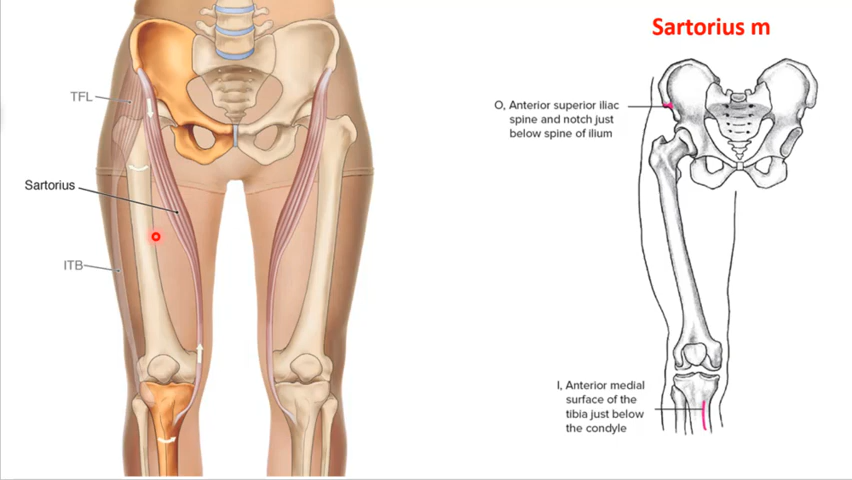 Sartorius m
TFL
Sartorius
ITB
O, Anterior superior iliac
spine and notch just
below spine of ilium
I, Anterior medial
surface of the
tibia just below
the condyle